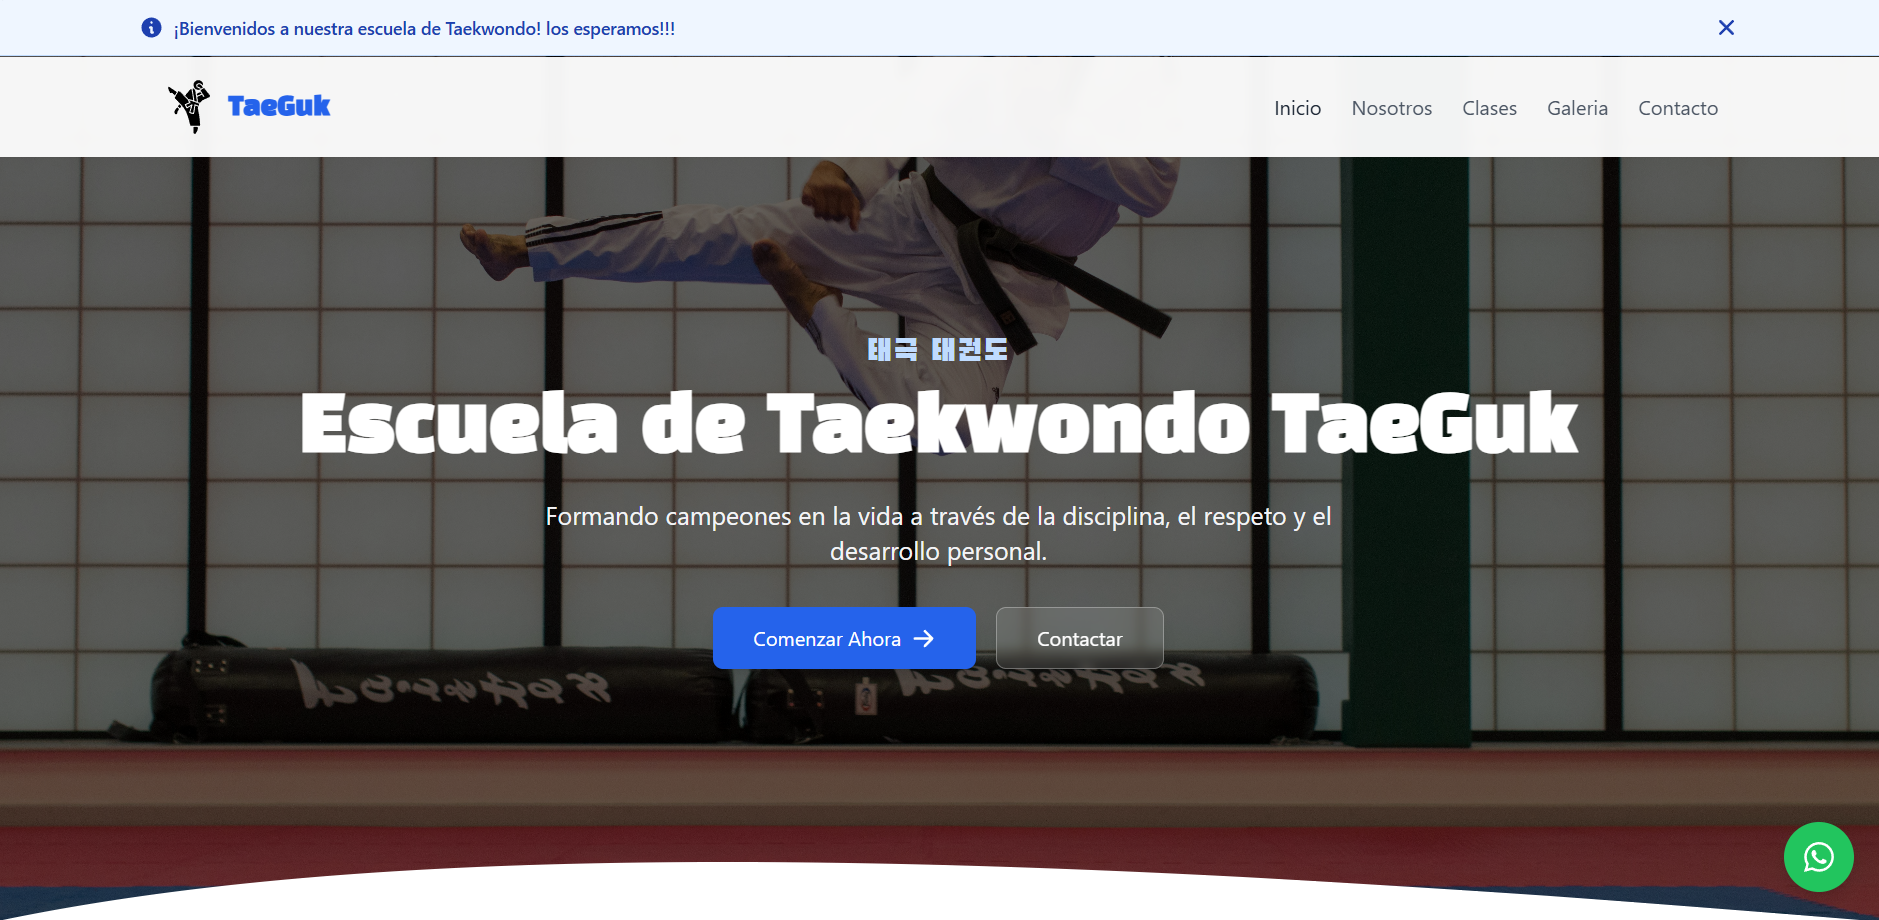 ¡Bienvenidos a nuestra escuela de Taekwondo! los esperamos!!!
TaeGuk
Inicio
Nosotros
Clases
Galeria
Contacto
태극 태권도
Escuela de Taekwondo TaeGuk
Formando campeones en la vida a través de la disciplina, el respeto y el
desarrollo personal.
Comenzar Ahora
Contactar